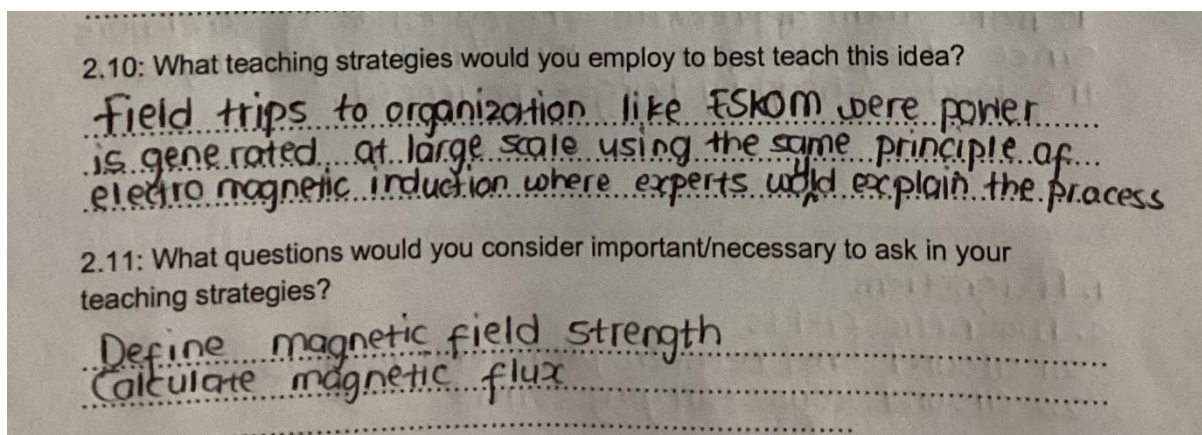 2.10: What teaching strategies would you employ to best teach this idea?
field trips to organization like ESKOM were power
is generated at large scale using the same principle of
electro magnetic induction where experts would explain the process
2.11: What questions would you consider important/necessary to ask in your
teaching strategies?
Define magnetic field strength
Calculate magnetic flux